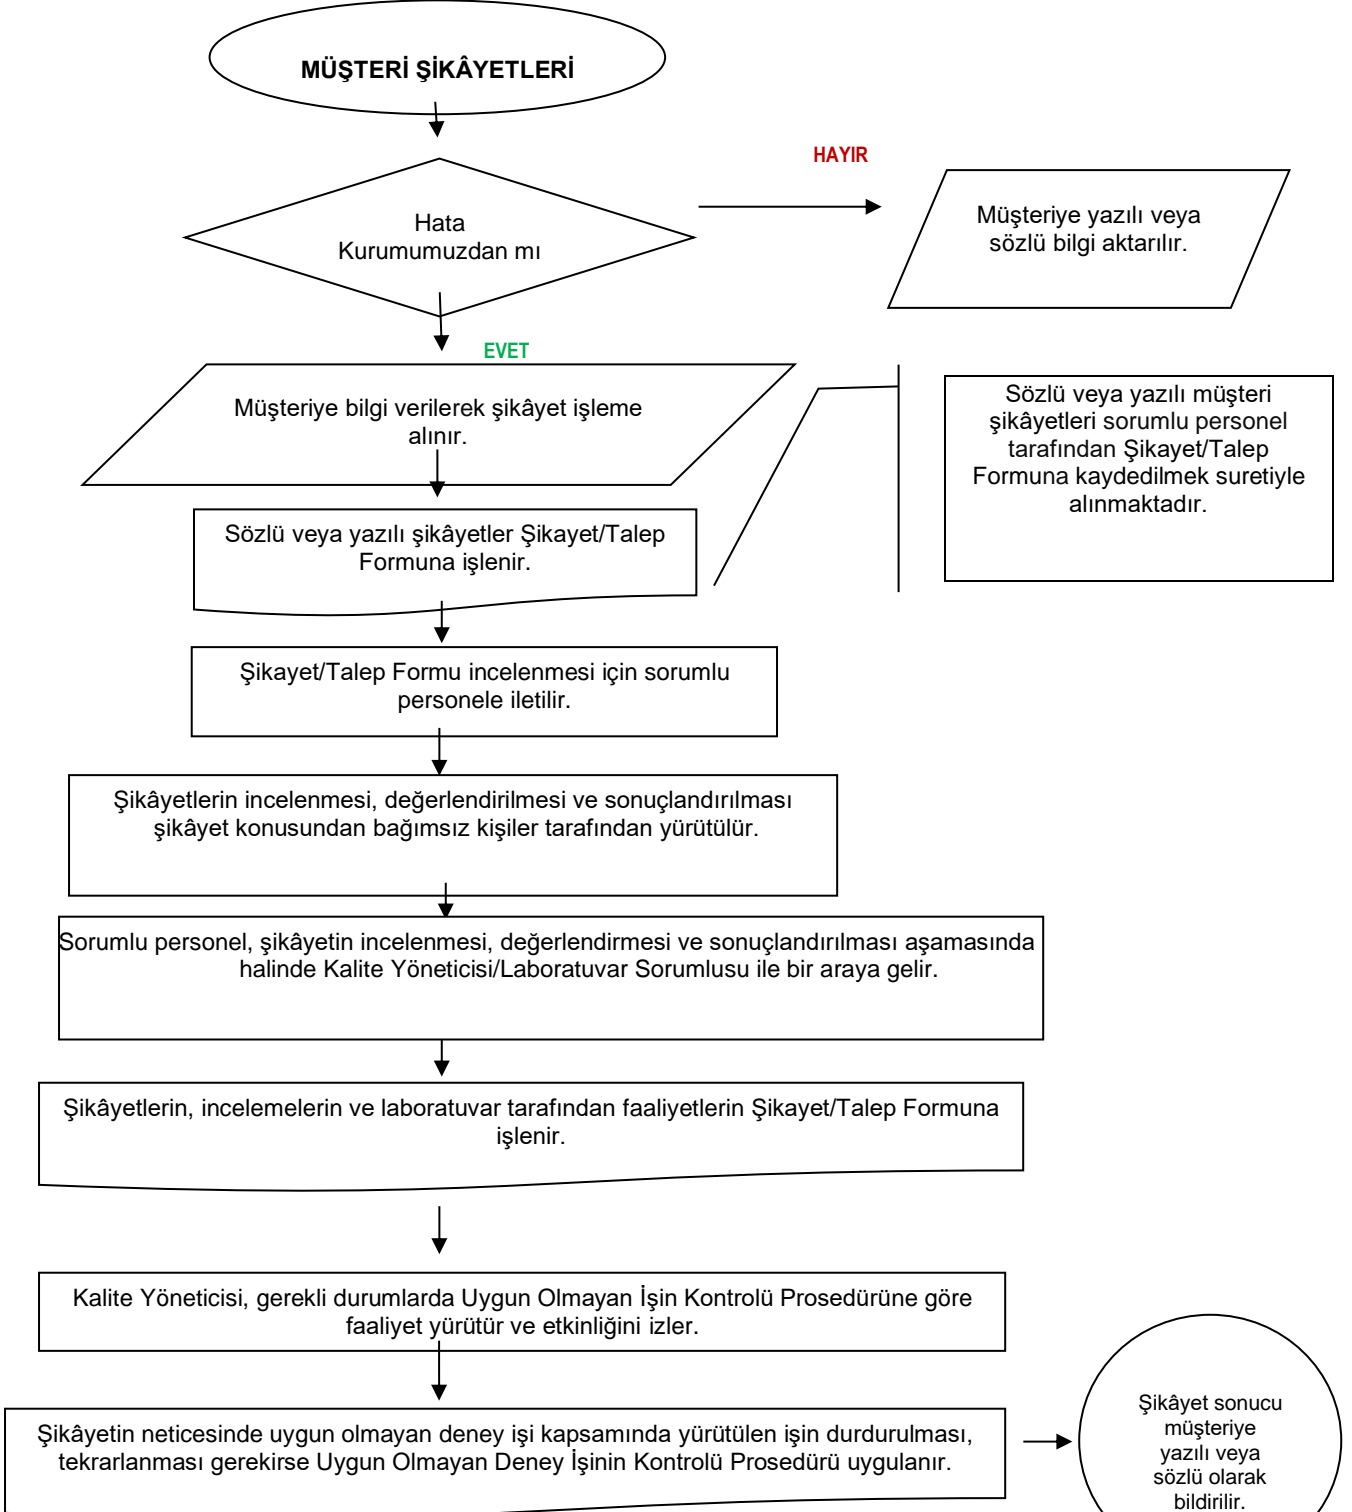 MÜŞTERİ ŞİKÂYETLERİ
HAYIR
Hata
Kurumumuzdan mı
Müşteriye yazılı veya
sözlü bilgi aktarılır.
EVET
Müşteriye bilgi verilerek şikâyet işleme
alınır.
Sözlü veya yazılı müşteri
şikâyetleri sorumlu personel
tarafından Şikayet/Talep
Formuna kaydedilmek suretiyle
alınmaktadır.
Sözlü veya yazılı şikâyetler Şikayet/Talep
Formuna işlenir.
Şikayet/Talep Formu incelenmesi için sorumlu
personele iletilir.
Şikâyetlerin incelenmesi, değerlendirilmesi ve sonuçlandırılması
şikâyet konusundan bağımsız kişiler tarafından yürütülür.
Sorumlu personel, şikâyetin incelenmesi, değerlendirmesi ve sonuçlandırılması aşamasında
halinde Kalite Yöneticisi/Laboratuvar Sorumlusu ile bir araya gelir.
Şikâyetlerin, incelemelerin ve laboratuvar tarafından faaliyetlerin Şikayet/Talep Formuna
işlenir.
Kalite Yöneticisi, gerekli durumlarda Uygun Olmayan İşin Kontrolü Prosedürüne göre
faaliyet yürütür ve etkinliğini izler.
Şikâyetin neticesinde uygun olmayan deney işi kapsamında yürütülen işin durdurulması,
tekrarlanması gerekirse Uygun Olmayan Deney İşinin Kontrolü Prosedürü uygulanır.
Şikâyet sonucu
müşteriye
yazılı veya
sözlü olarak
bildirilir.